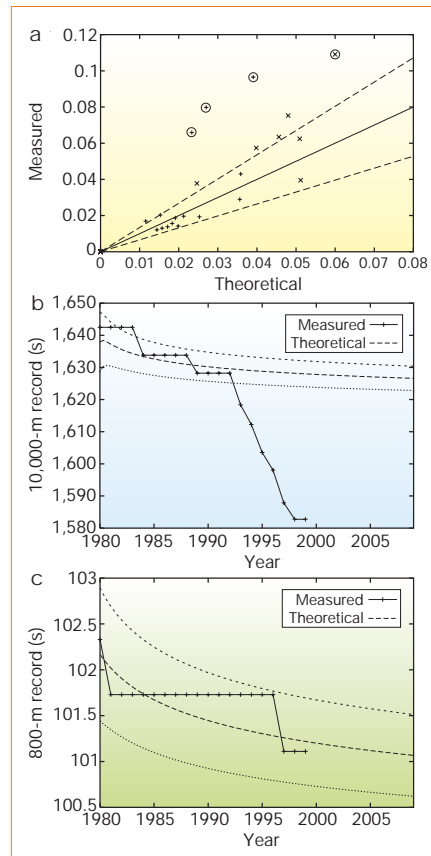 a
0.12
0.1
0.08
0.06
0.04
0.02
0
Measured
0 0.01 0.02 0.03 0.04 0.05 0.06 0.07 0.08
Theoretical
b
1,650
1,640
1,630
1,620
1,610
1,600
1,590
1,580
10,000-m record (s)
Measured
Theoretical
1980 1985 1990 1995 2000 2005
Year
c
103
102.5
102
101.5
101
100.5
800-m record (s)
Measured
Theoretical
1980 1985 1990 1995 2000 2005
Year